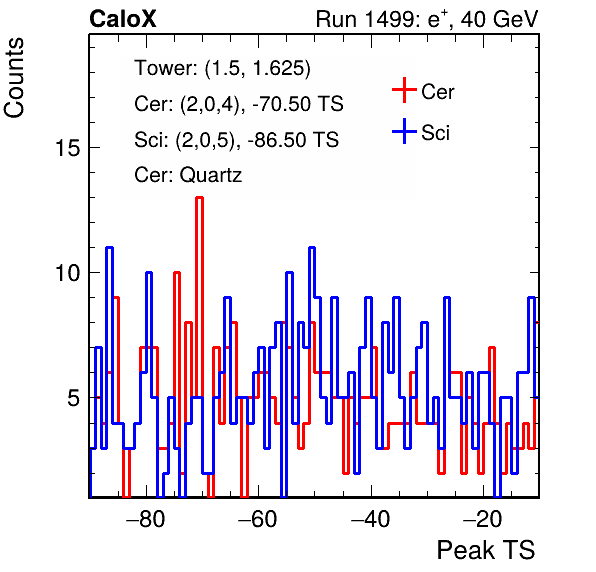 CaloX Run 1499: e⁺, 40 GeV
Counts
Tower: (1.5, 1.625)
Cer: (2,0,4), -70.50 TS
Sci: (2,0,5), -86.50 TS
Cer: Quartz
Cer
Sci
15
10
5
−80 −60 −40 −20
Peak TS